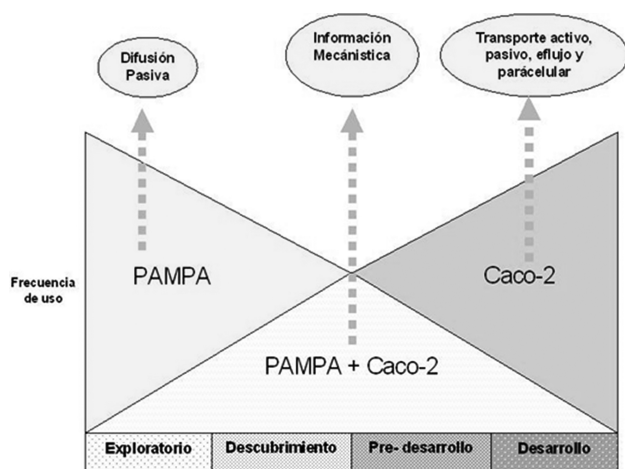 Difusión
Pasiva
Información
Mecánistica
Transporte activo,
pasivo, eflujo y
parácelular
Frecuencia
de uso
PAMPA
Caco-2
PAMPA + Caco-2
Exploratorio
Descubrimiento
Pre- desarrollo
Desarrollo